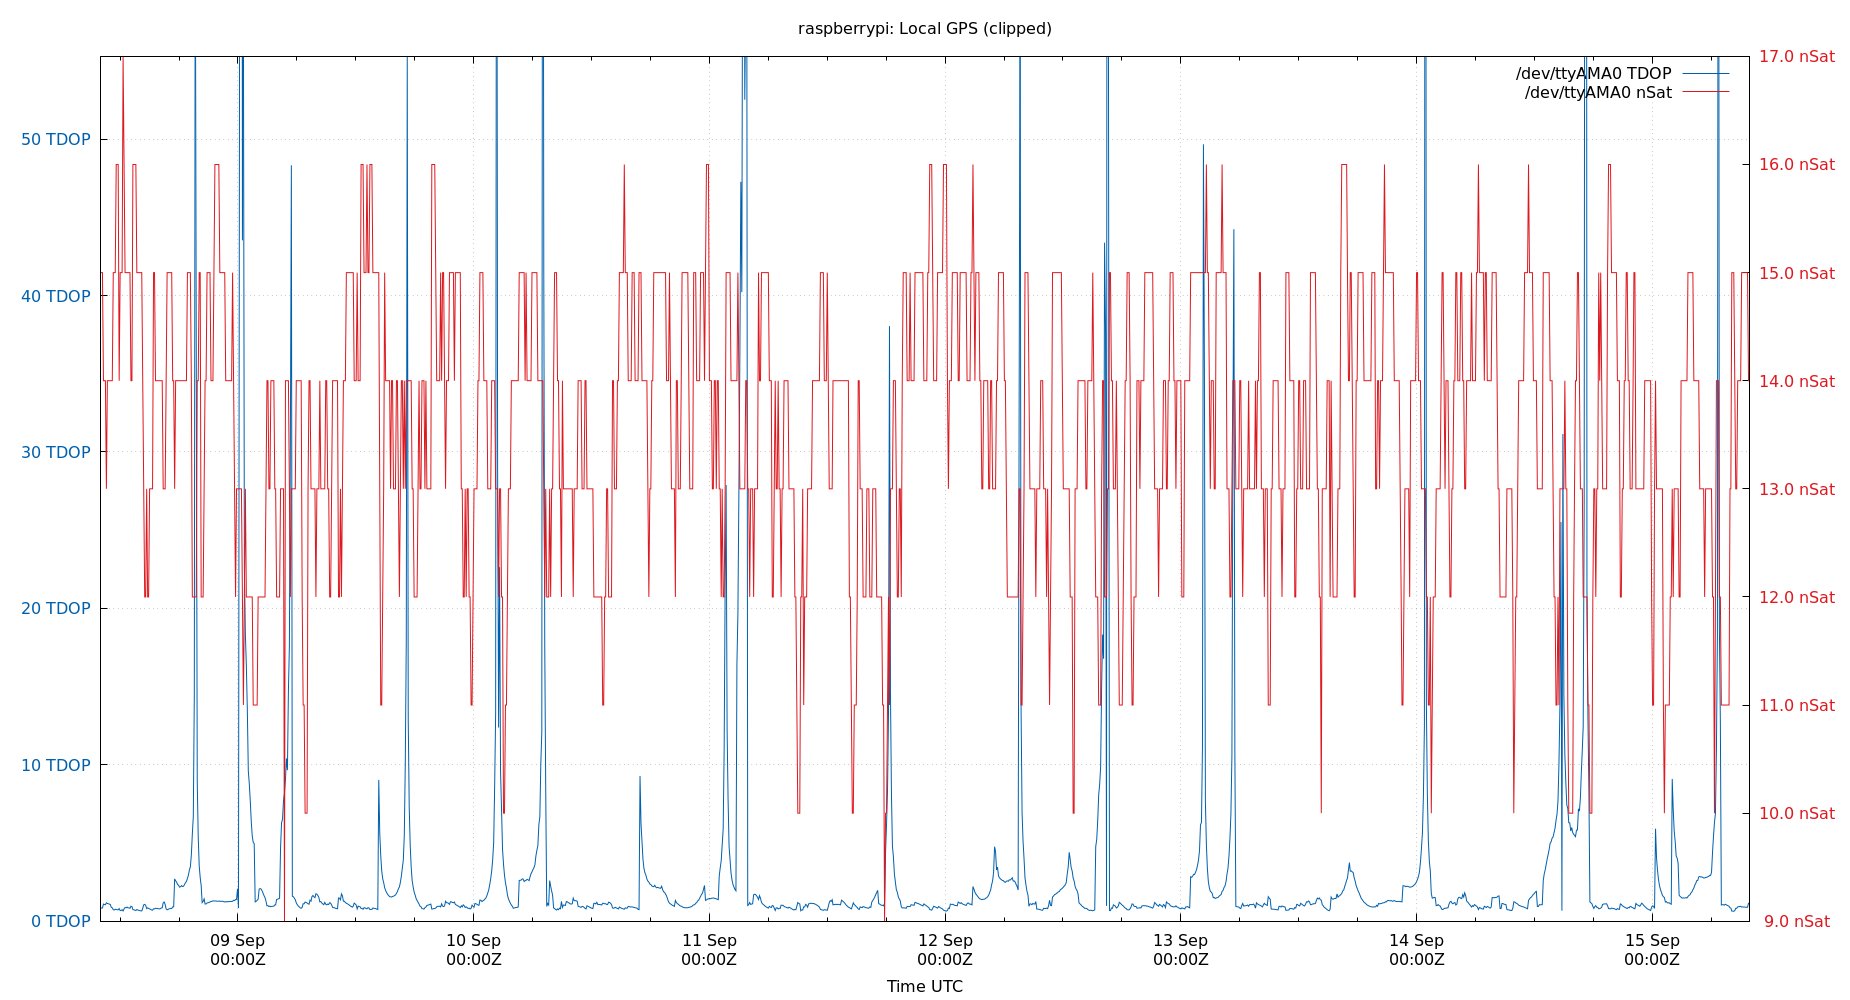 raspberrypi: Local GPS (clipped)
/dev/ttyAMA0 TDOP
/dev/ttyAMA0 nSat
50 TDOP
40 TDOP
30 TDOP
20 TDOP
10 TDOP
0 TDOP
17.0 nSat
16.0 nSat
15.0 nSat
14.0 nSat
13.0 nSat
12.0 nSat
11.0 nSat
10.0 nSat
9.0 nSat
09 Sep
00:00Z
10 Sep
00:00Z
11 Sep
00:00Z
12 Sep
00:00Z
13 Sep
00:00Z
14 Sep
00:00Z
15 Sep
00:00Z
Time UTC